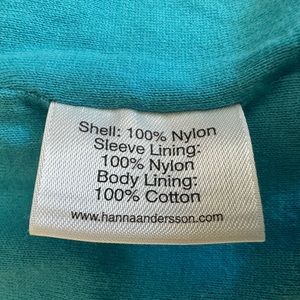 Shell: 100% Nylon
Sleeve Lining:
100% Nylon
Body Lining:
100% Cotton
www.hannaandersson.com